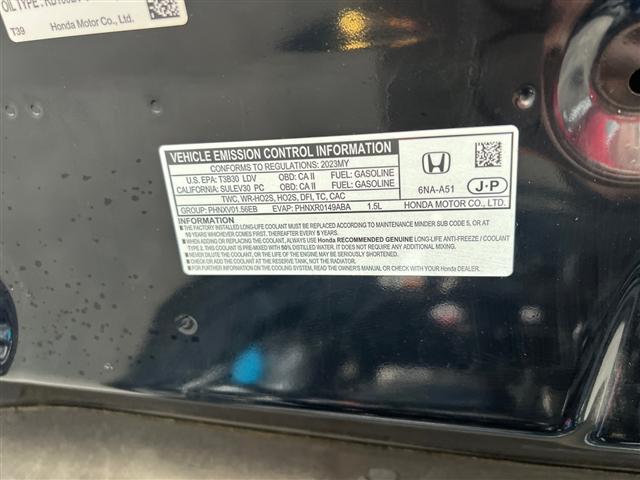 OIL TYPE:
T39 Honda Motor Co., Ltd.
VEHICLE EMISSION CONTROL INFORMATION
CONFORMS TO REGULATIONS: 2023MY
U.S. EPA: T3B30 LDV OBD: CA II FUEL: GASOLINE
CALIFORNIA: SULEV30 PC OBD: CA II FUEL: GASOLINE
TWC, WR-HO2S, HO2S, DFI, TC, CAC
GROUP: PHNXV01.56EB EVAP: PHNXR0149ABA 1.5L
6NA-A51
J-P
HONDA MOTOR CO., LTD.
IMPORTANT INFORMATION
■THE FACTORY INSTALLED LONG-LIFE COOLANT MUST BE REPLACED ACCORDING TO MAINTENANCE MINDER SUB CODE 5, OR AT
10 YEARS WHICHEVER COMES FIRST, AND THEREAFTER EVERY 5 YEARS.
■WHEN ADDING OR REPLACING THE COOLANT, ALWAYS USE Honda RECOMMENDED GENUINE LONG-LIFE ANTI-FREEZE / COOLANT
TYPE 2. THIS COOLANT IS PRE-MIXED WITH 50% DISTILLED WATER. IT DOES NOT REQUIRE ANY ADDITIONAL MIXING.
■NEVER DILUTE THE COOLANT, OR THE LIFE OF THE ENGINE MAY BE SERIOUSLY SHORTENED.
■CHECK AND ADD COOLANT AT THE RESERVE TANK, NOT THE RADIATOR.
■FOR FURTHER INFORMATION ON THE COOLING SYSTEM, READ THE OWNER'S MANUAL OR CHECK WITH YOUR Honda DEALER.